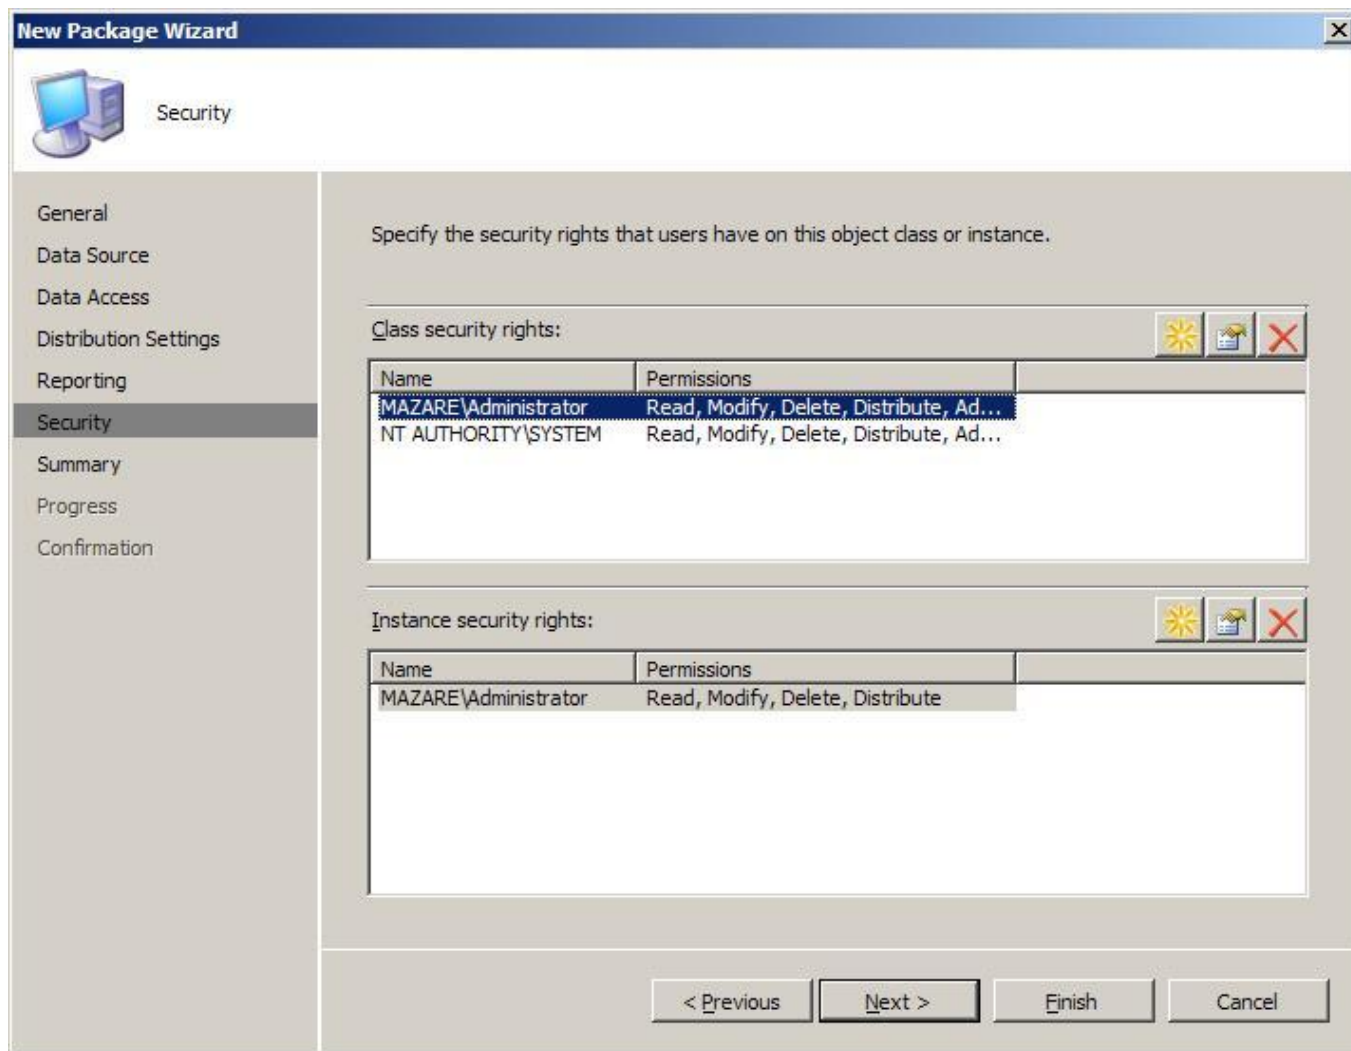 New Package Wizard
Security
General
Data Source
Data Access
Distribution Settings
Reporting
Security
Summary
Progress
Confirmation
Specify the security rights that users have on this object class or instance.
Class security rights:
Name Permissions
MAZARE\Administrator Read, Modify, Delete, Distribute, Ad...
NT AUTHORITY\SYSTEM Read, Modify, Delete, Distribute, Ad...
Instance security rights:
Name Permissions
MAZARE\Administrator Read, Modify, Delete, Distribute
< Previous Next > Finish Cancel